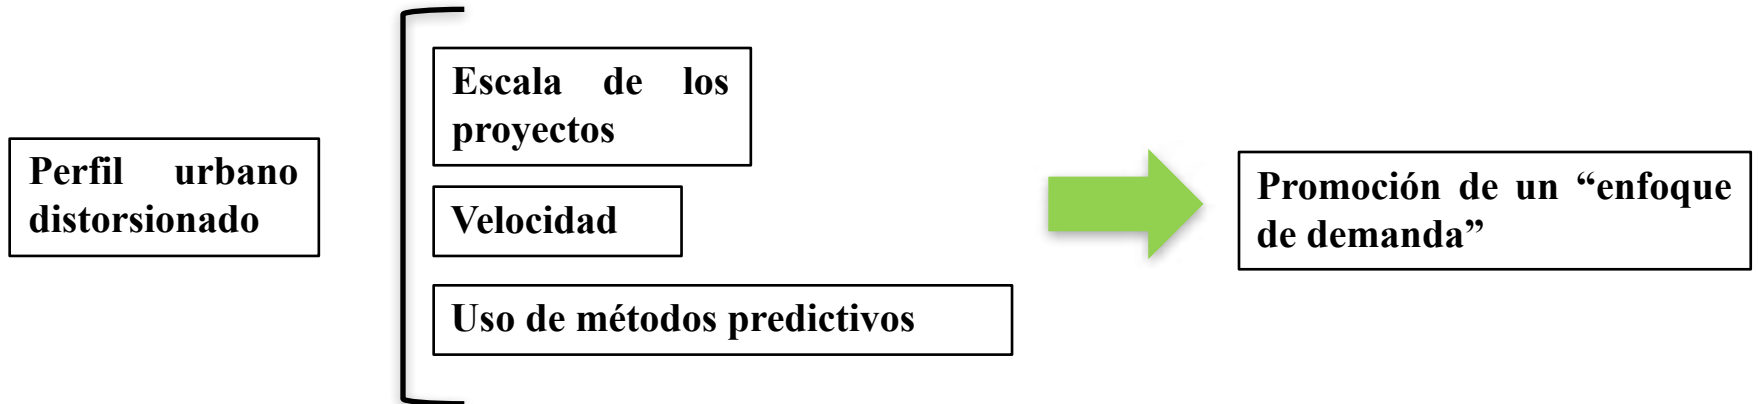 Perfil urbano
distorsionado
Escala de los
proyectos
Velocidad
Uso de métodos predictivos
Promoción de un “enfoque
de demanda”